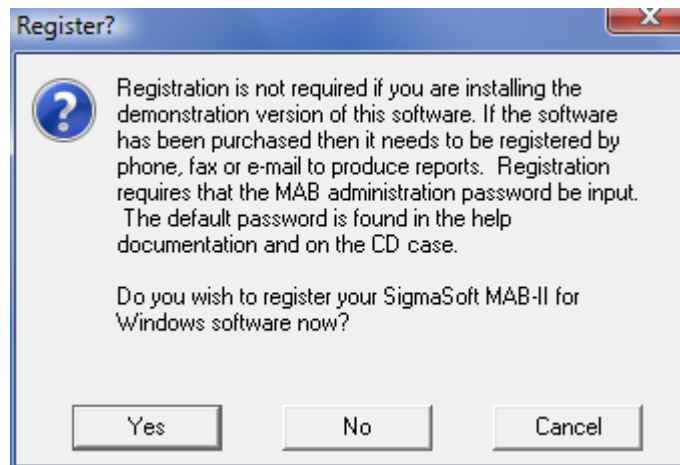 Register?
Registration is not required if you are installing the
demonstration version of this software. If the software
has been purchased then it needs to be registered by
phone, fax or e-mail to produce reports.  Registration
requires that the MAB administration password be input.
 The default password is found in the help
documentation and on the CD case.
Do you wish to register your SigmaSoft MAB-II for
Windows software now?
Yes
No
Cancel